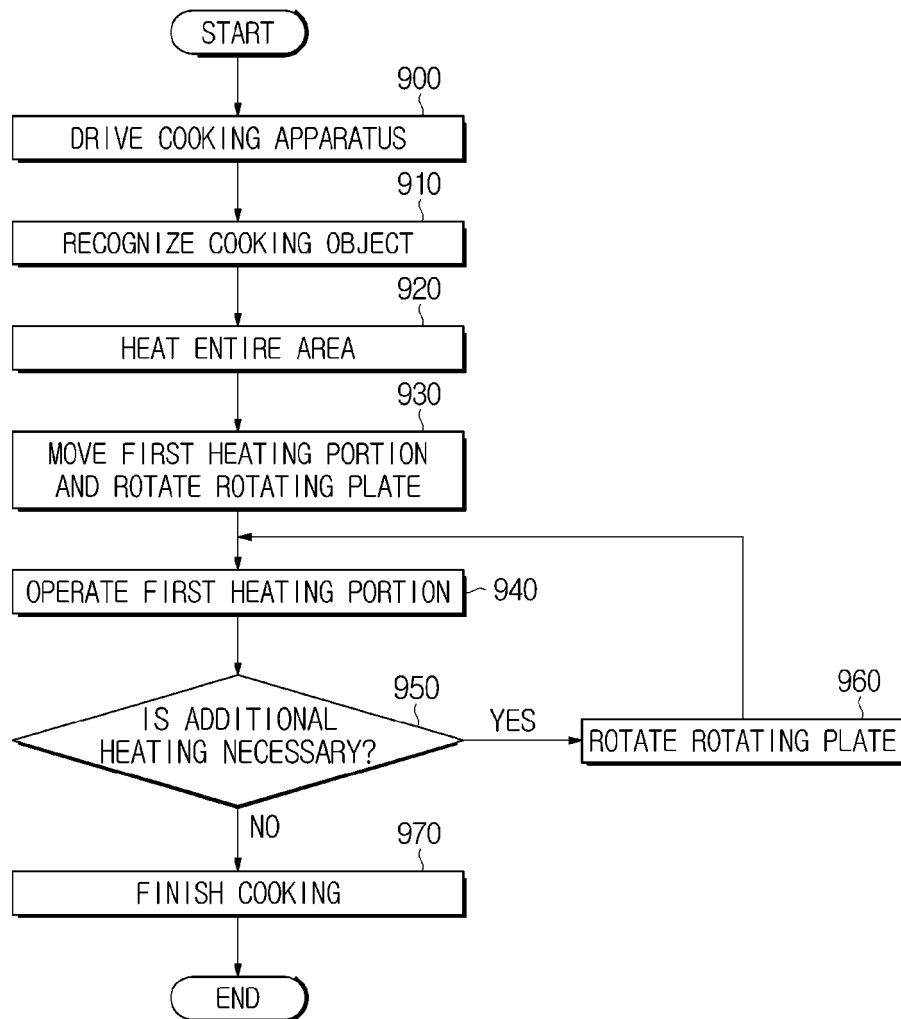 START
900
DRIVE COOKING APPARATUS
910
RECOGNIZE COOKING OBJECT
920
HEAT ENTIRE AREA
930
MOVE FIRST HEATING PORTION
AND ROTATE ROTATING PLATE
OPERATE FIRST HEATING PORTION
940
950
IS ADDITIONAL
HEATING NECESSARY?
YES
960
ROTATE ROTATING PLATE
NO
970
FINISH COOKING
END